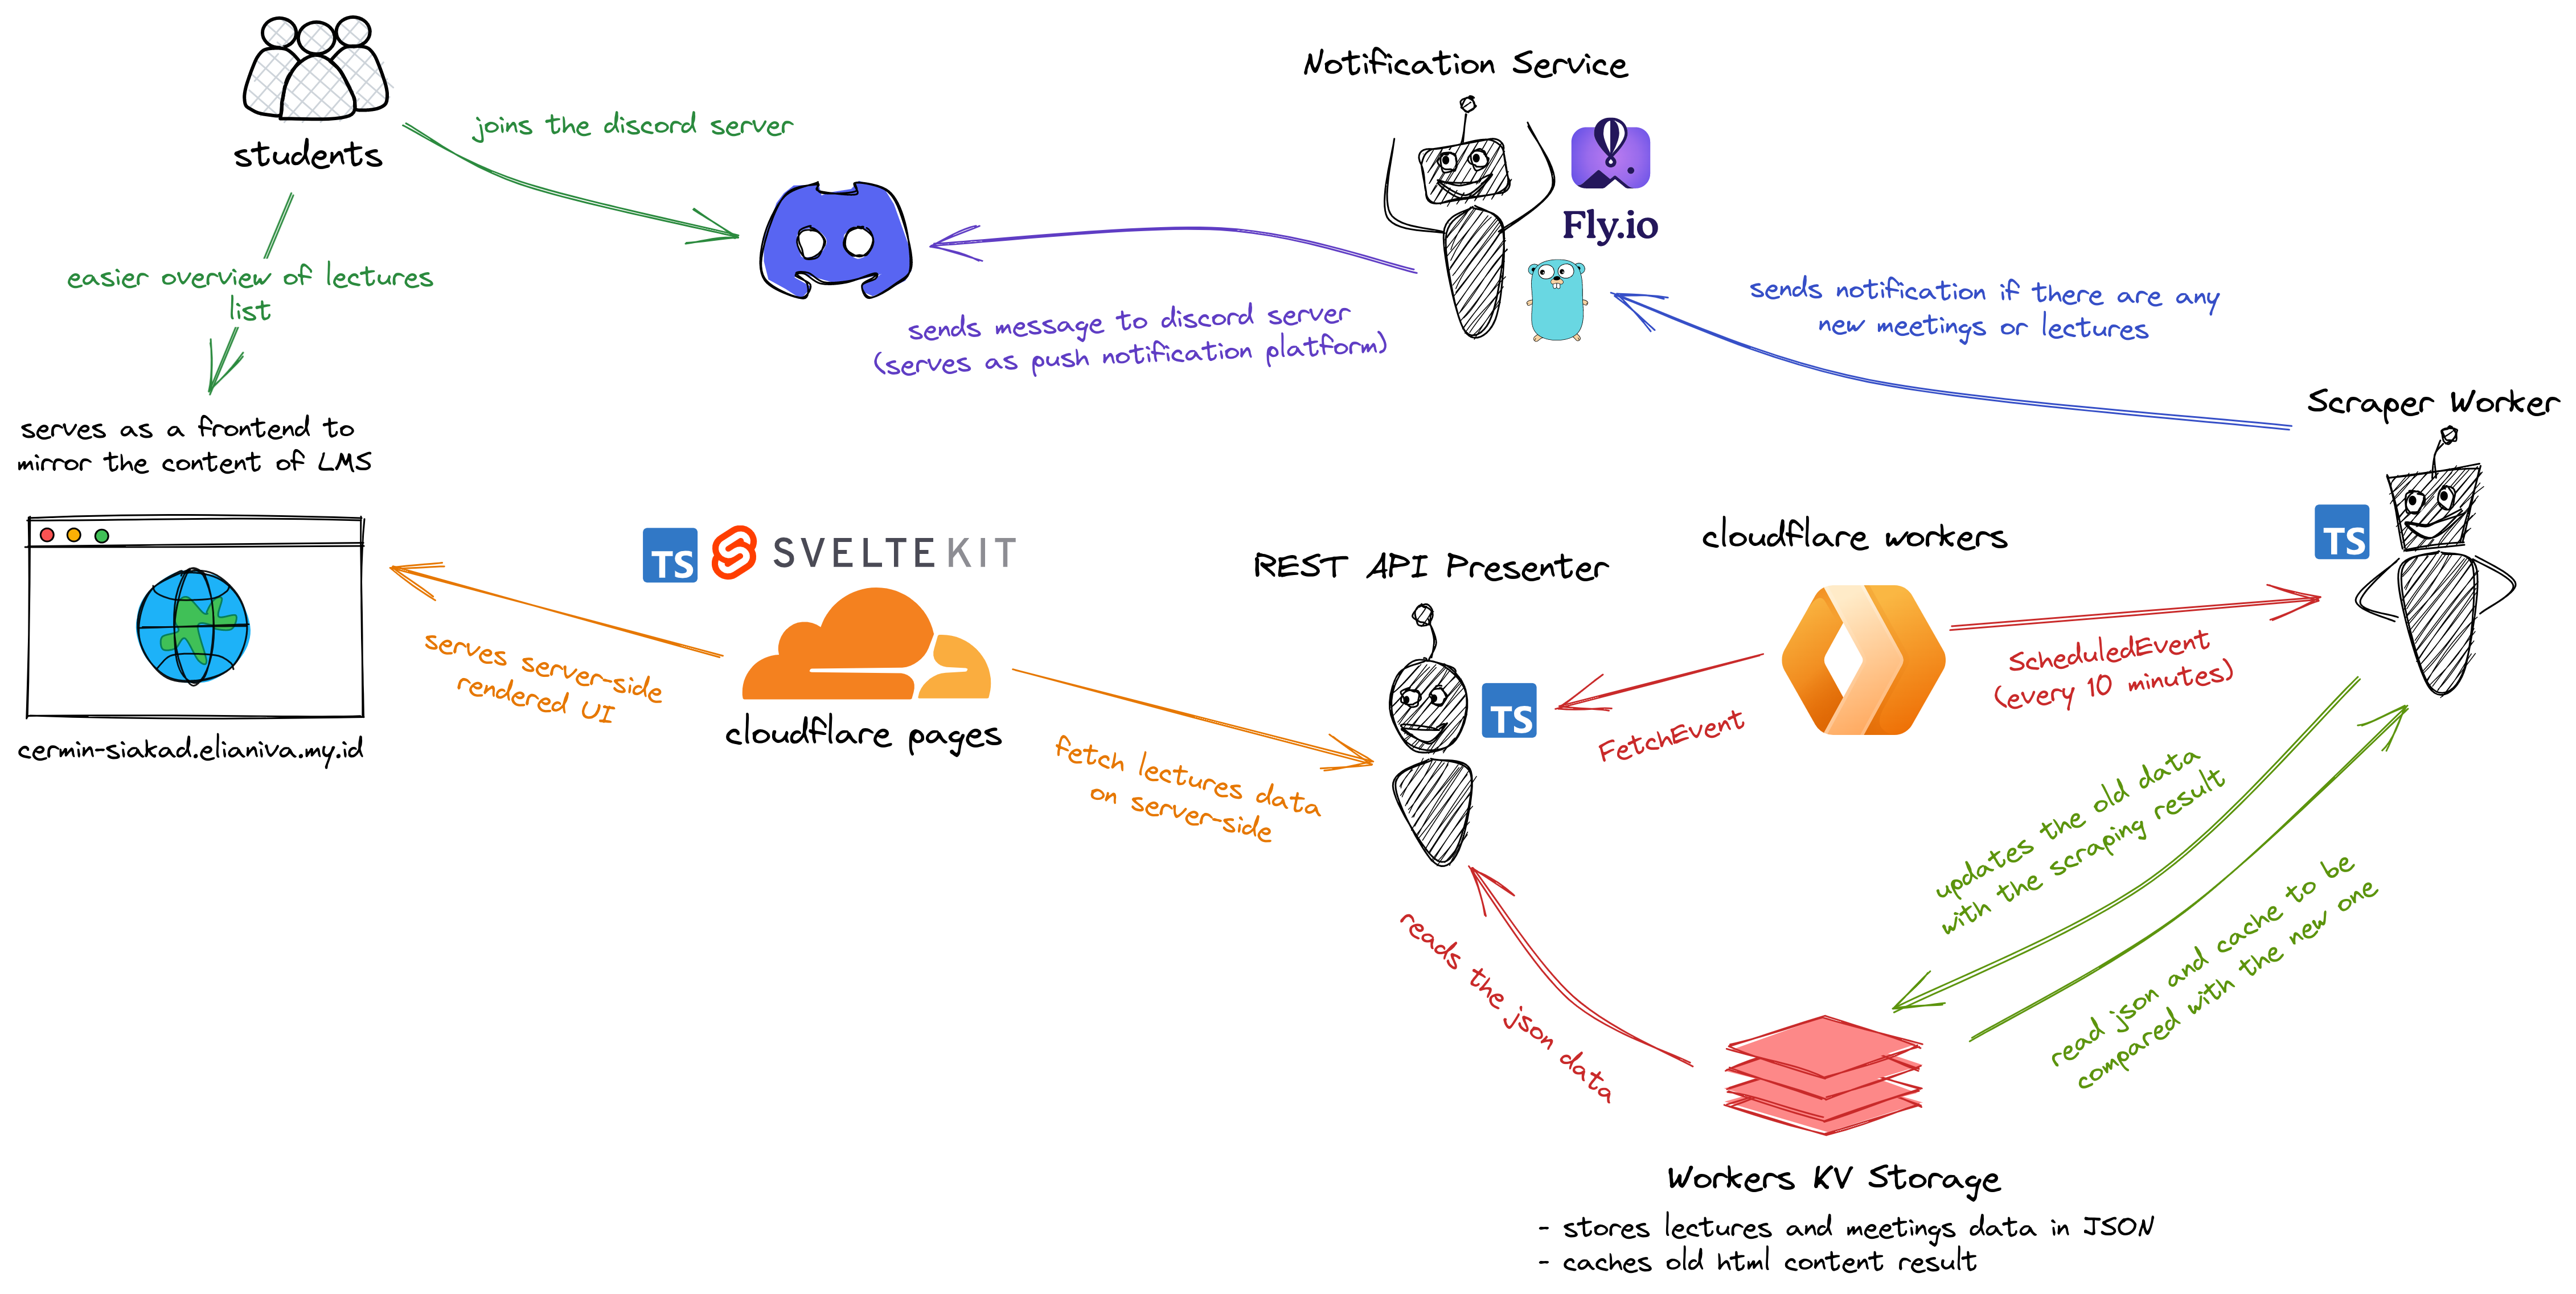 students
joins the discord server
easier overview of lectures
list
serves as a frontend to
mirror the content of LMS
cermin-siakad.elianiva.my.id
Notification Service
Fly.io
sends message to discord server
(serves as push notification platform)
sends notification if there are any
new meetings or lectures
Scraper Worker
TS
TS
SVELTEKIT
serves server-side
rendered UI
cloudflare pages
fetch lectures data
on server-side
REST API Presenter
TS
cloudflare workers
FetchEvent
ScheduledEvent
(every 10 minutes)
updates the old data
with the scraping result
read json and cache to be
compared with the new one
reads the json data
Workers KV Storage
- stores lectures and meetings data in JSON
- caches old html content result